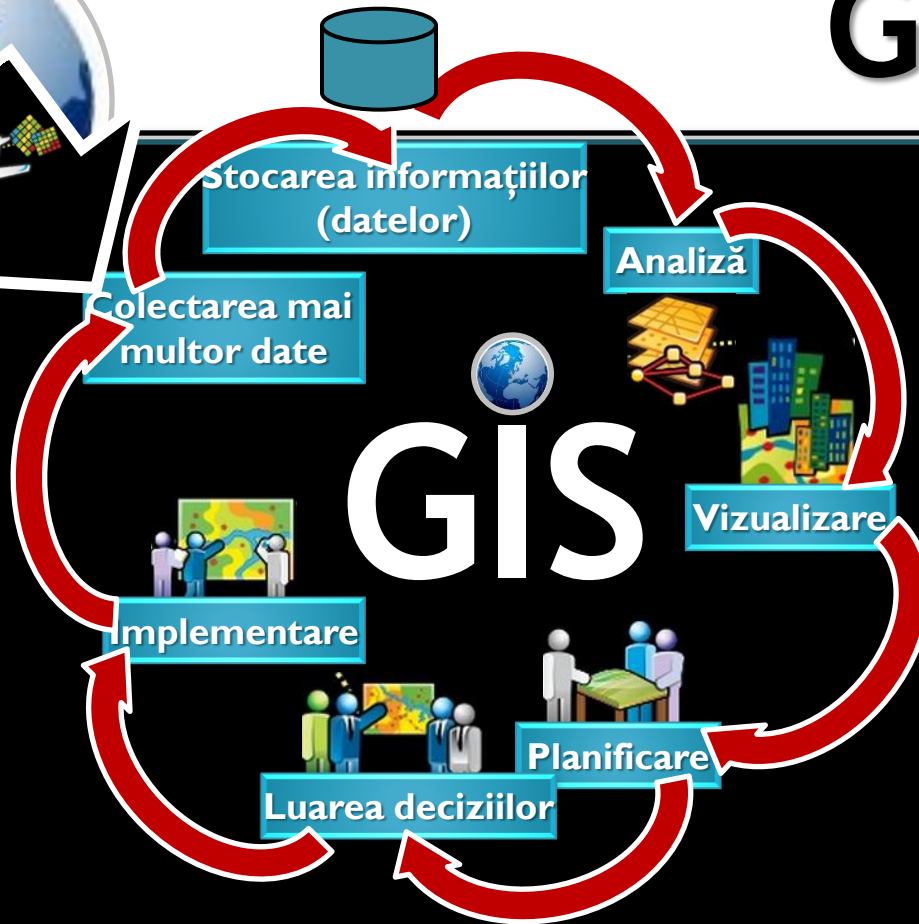 G
Stocarea informațiilor
(datelor)
Analiză
Colectarea mai
multor date
GIS
Vizualizare
Implementare
Planificare
Luarea deciziilor